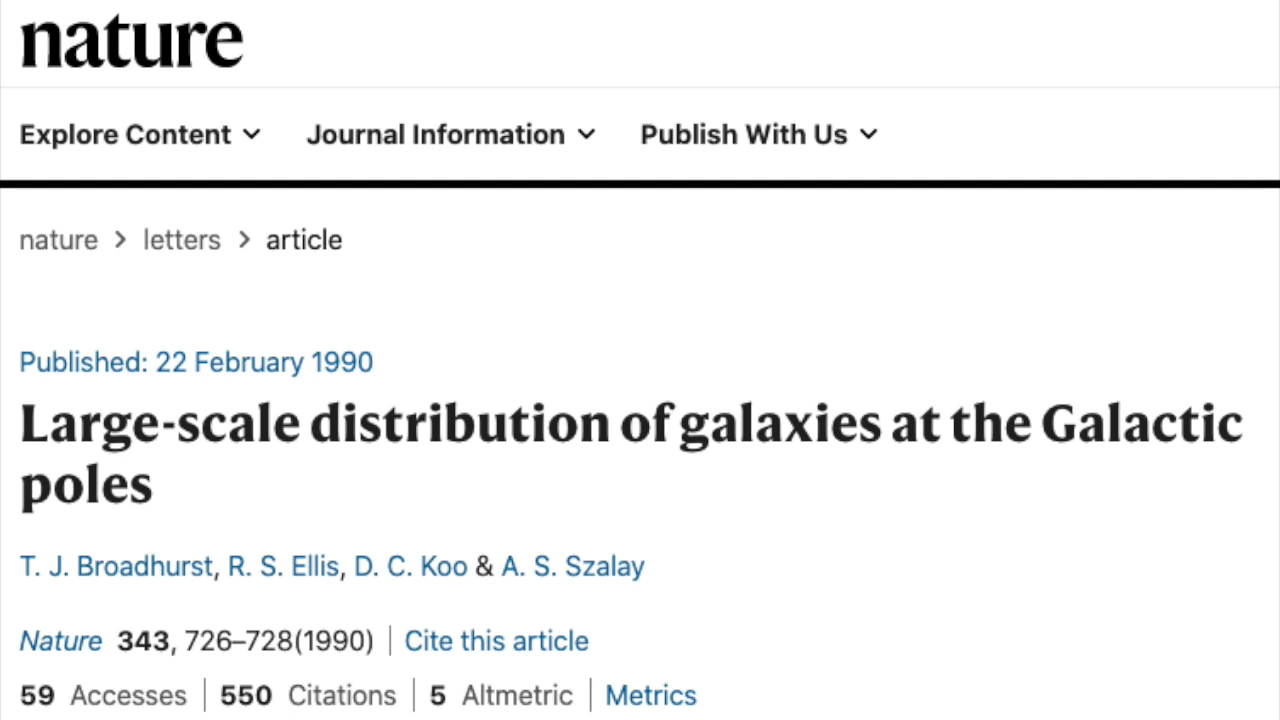 nature
Explore Content Journal Information Publish With Us
nature > letters > article
Published: 22 February 1990
Large-scale distribution of galaxies at the Galactic
poles
T. J. Broadhurst, R. S. Ellis, D. C. Koo & A. S. Szalay
Nature 343, 726–728(1990) | Cite this article
59 Accesses | 550 Citations | 5 Altmetric | Metrics